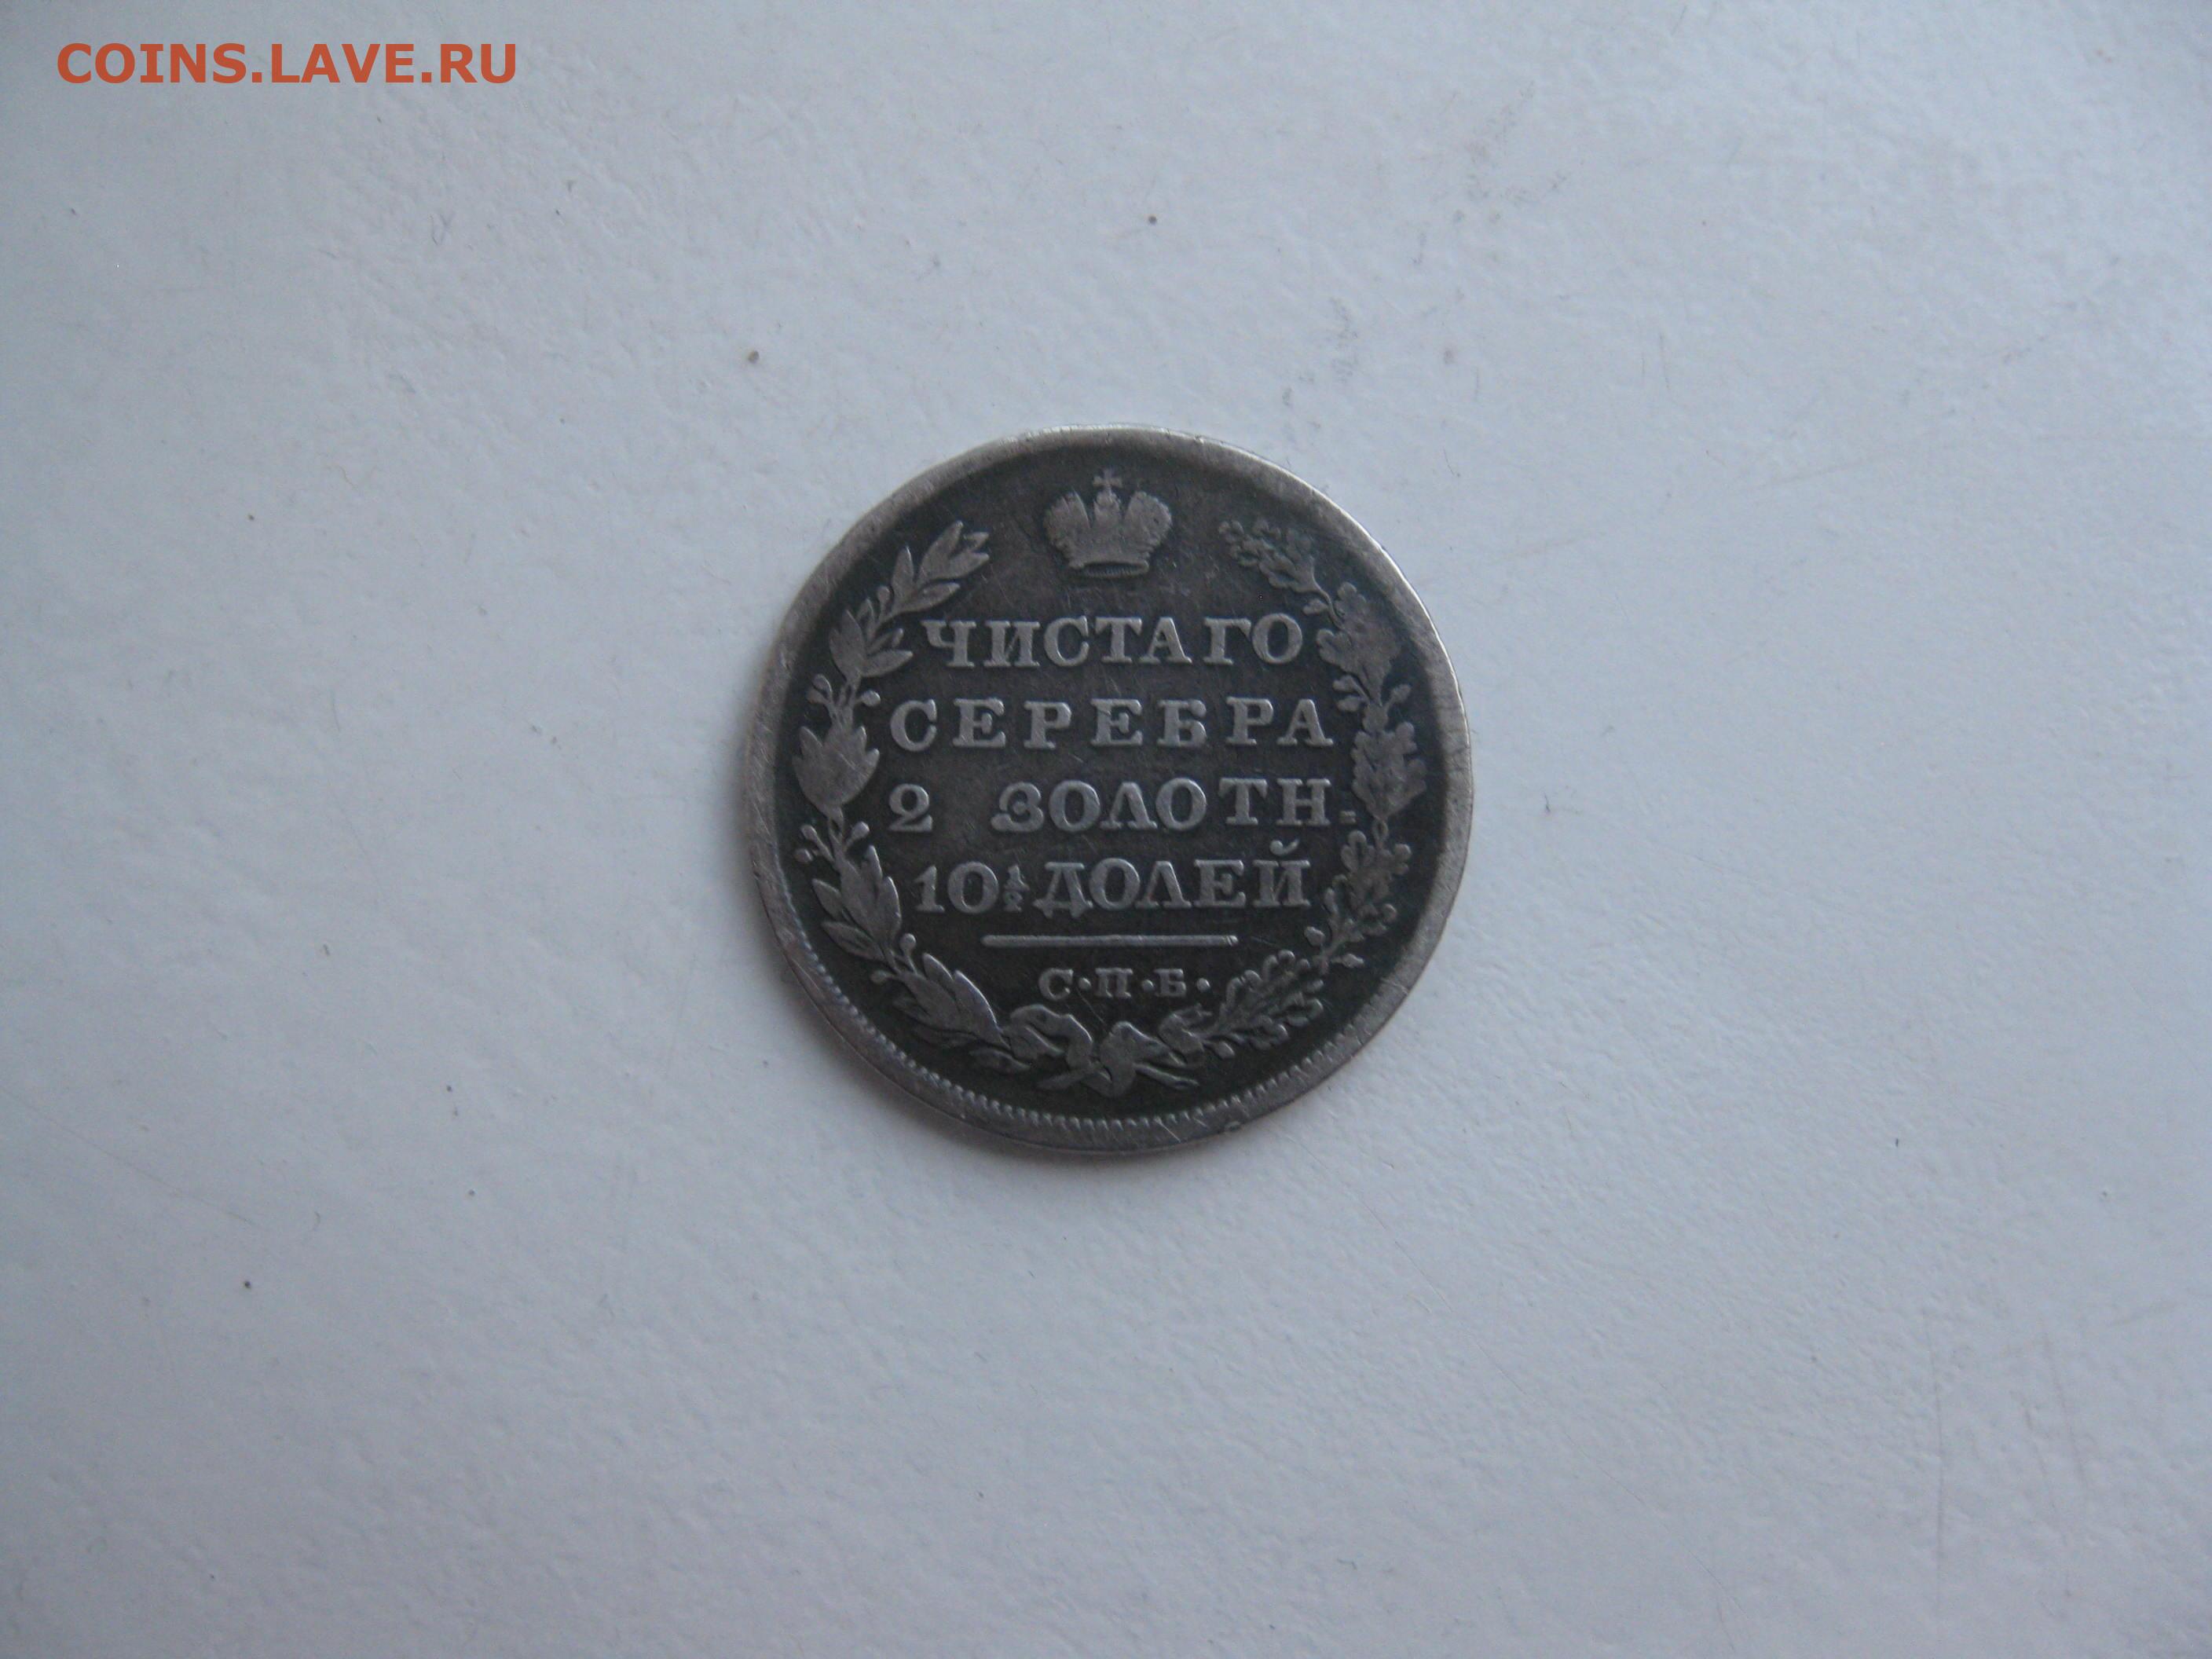 COINS.LAVE.RU
ЧИСТАГО
СЕРЕБРА
2 ЗОЛОТН=
10½ ДОЛЕЙ
С·П·Б·